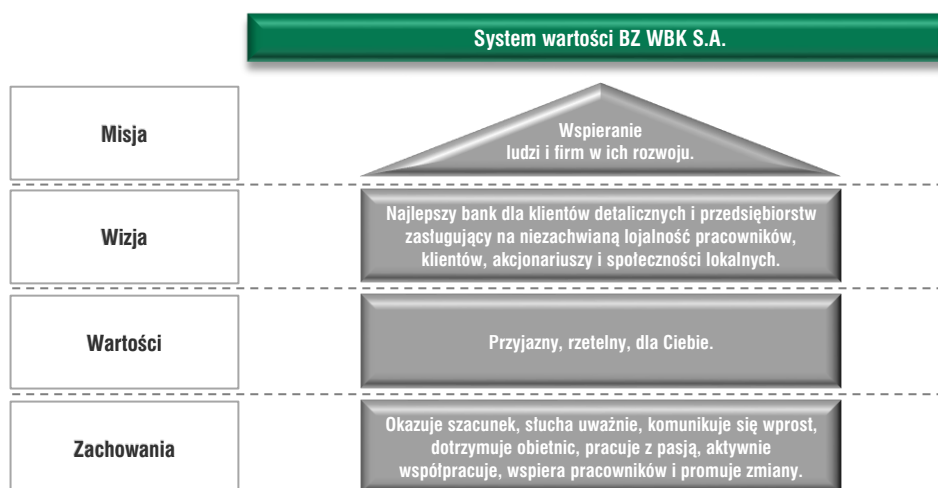 System wartości BZ WBK S.A.
Misja
Wspieranie
ludzi i firm w ich rozwoju.
Wizja
Najlepszy bank dla klientów detalicznych i przedsiębiorstw
zasługujący na niezachwianą lojalność pracowników,
klientów, akcjonariuszy i społeczności lokalnych.
Wartości
Przyjazny, rzetelny, dla Ciebie.
Zachowania
Okazuje szacunek, słucha uważnie, komunikuje się wprost,
dotrzymuje obietnic, pracuje z pasją, aktywnie
współpracuje, wspiera pracowników i promuje zmiany.